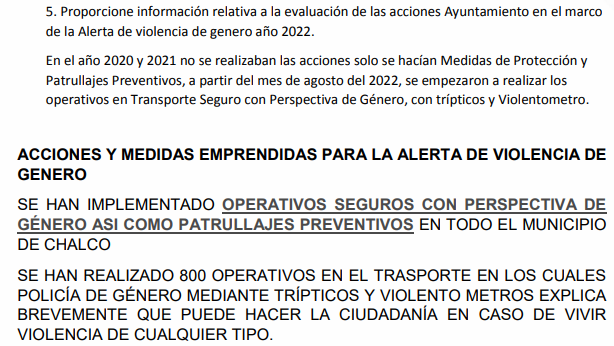 5. Proporcione información relativa a la evaluación de las acciones Ayuntamiento en el marco
de la Alerta de violencia de genero año 2022.
En el año 2020 y 2021 no se realizaban las acciones solo se hacían Medidas de Protección y
Patrullajes Preventivos, a partir del mes de agosto del 2022, se empezaron a realizar los
operativos en Transporte Seguro con Perspectiva de Género, con trípticos y Violentometro.
ACCIONES Y MEDIDAS EMPRENDIDAS PARA LA ALERTA DE VIOLENCIA DE
GENERO
SE HAN IMPLEMENTADO OPERATIVOS SEGUROS CON PERSPECTIVA DE
GÉNERO ASI COMO PATRULLAJES PREVENTIVOS EN TODO EL MUNICIPIO
DE CHALCO
SE HAN REALIZADO 800 OPERATIVOS EN EL TRASPORTE EN LOS CUALES
POLICÍA DE GÉNERO MEDIANTE TRÍPTICOS Y VIOLENTO METROS EXPLICA
BREVEMENTE QUE PUEDE HACER LA CIUDADANÍA EN CASO DE VIVIR
VIOLENCIA DE CUALQUIER TIPO.